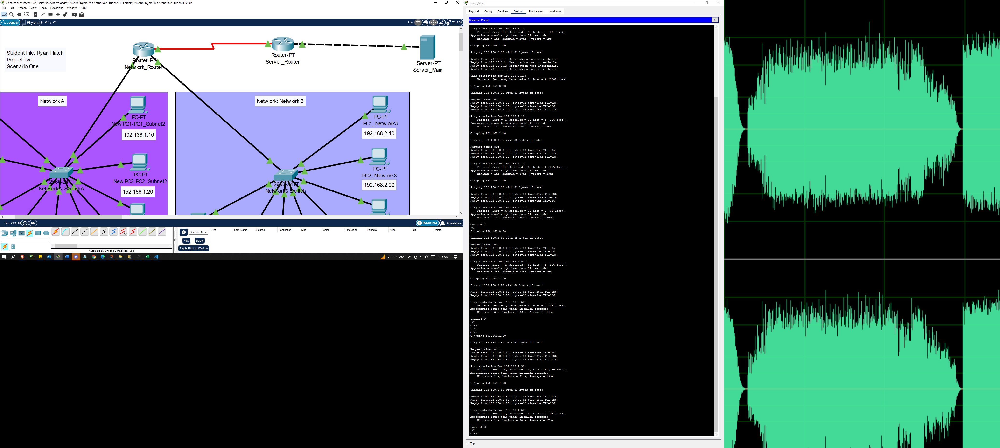 Cisco Packet Tracer - C:\Users\rshat\Downloads\CYB 210 Project Two Scenario 2 Student ZIP Folder\CYB 210 Project Two Scenario 2 Student File.pkt
File Edit Options View Tools Extensions Window Help
Logical Physical x: 482, y: 427
Root 07:17:30
Student File: Ryan Hatch
Project Two
Scenario One
Router-PT
Network_Router
Router-PT
Server_Router
Server-PT
Server_Main
Network A
PC-PT
New PC1-PC1_Subnet2
192.168.1.10
PC-PT
New PC2-PC2_Subnet2
192.168.1.20
2960-24TT
NetworkA-SwitchA
Network: Network 3
PC-PT
PC1_Network3
192.168.2.10
PC-PT
PC2_Network3
192.168.2.20
2960-24TT
Network3 Switch
Time: 49:36:01
Realtime Simulation
Scenario 0
New Delete
Toggle PDU List Window
Fire Last Status Source Destination Type Color Time(sec) Periodic Num Edit Delete
Automatically Choose Connection Type
75°F Clear 1:15 AM
Server_Main
Physical Config Services Desktop Programming Attributes
Command Prompt X
Ping statistics for 192.168.1.10:
Packets: Sent = 4, Received = 4, Lost = 0 (0% loss),
Approximate round trip times in milli-seconds:
Minimum = 1ms, Maximum = 20ms, Average = 6ms
C:\>ping 192.168.2.10
Pinging 192.168.2.10 with 32 bytes of data:
Reply from 172.16.1.1: Destination host unreachable.
Reply from 172.16.1.1: Destination host unreachable.
Reply from 172.16.1.1: Destination host unreachable.
Reply from 172.16.1.1: Destination host unreachable.
Ping statistics for 192.168.2.10:
Packets: Sent = 4, Received = 0, Lost = 4 (100% loss),
C:\>ping 192.168.2.10
Pinging 192.168.2.10 with 32 bytes of data:
Request timed out.
Reply from 192.168.2.10: bytes=32 time=10ms TTL=126
Reply from 192.168.2.10: bytes=32 time=1ms TTL=126
Reply from 192.168.2.10: bytes=32 time=15ms TTL=126
Ping statistics for 192.168.2.10:
Packets: Sent = 4, Received = 3, Lost = 1 (25% loss),
Approximate round trip times in milli-seconds:
Minimum = 1ms, Maximum = 15ms, Average = 8ms
C:\>ping 192.168.2.10
Pinging 192.168.2.10 with 32 bytes of data:
Request timed out.
Reply from 192.168.2.10: bytes=32 time=1ms TTL=126
Reply from 192.168.2.10: bytes=32 time=37ms TTL=126
Reply from 192.168.2.10: bytes=32 time=31ms TTL=126
Ping statistics for 192.168.2.10:
Packets: Sent = 4, Received = 3, Lost = 1 (25% loss),
Approximate round trip times in milli-seconds:
Minimum = 1ms, Maximum = 37ms, Average = 23ms
C:\>ping 192.168.2.10
Pinging 192.168.2.10 with 32 bytes of data:
Reply from 192.168.2.10: bytes=32 time=34ms TTL=126
Reply from 192.168.2.10: bytes=32 time=26ms TTL=126
Reply from 192.168.2.10: bytes=32 time=1ms TTL=126
Ping statistics for 192.168.2.10:
Packets: Sent = 3, Received = 3, Lost = 0 (0% loss),
Approximate round trip times in milli-seconds:
Minimum = 1ms, Maximum = 34ms, Average = 20ms
Control-C
^C
C:\>ping 192.168.2.50
Pinging 192.168.2.50 with 32 bytes of data:
Request timed out.
Reply from 192.168.2.50: bytes=32 time=2ms TTL=126
Reply from 192.168.2.50: bytes=32 time=2ms TTL=126
Reply from 192.168.2.50: bytes=32 time=22ms TTL=126
Ping statistics for 192.168.2.50:
Packets: Sent = 4, Received = 3, Lost = 1 (25% loss),
Approximate round trip times in milli-seconds:
Minimum = 2ms, Maximum = 22ms, Average = 8ms
C:\>ping 192.168.2.50
Pinging 192.168.2.50 with 32 bytes of data:
Reply from 192.168.2.50: bytes=32 time=26ms TTL=126
Reply from 192.168.2.50: bytes=32 time=3ms TTL=126
Ping statistics for 192.168.2.50:
Packets: Sent = 2, Received = 2, Lost = 0 (0% loss),
Approximate round trip times in milli-seconds:
Minimum = 3ms, Maximum = 26ms, Average = 14ms
Control-C
^C
C:\>
C:\>
C:\>
C:\>ping 192.168.1.50
Pinging 192.168.1.50 with 32 bytes of data:
Request timed out.
Reply from 192.168.1.50: bytes=32 time=2ms TTL=126
Reply from 192.168.1.50: bytes=32 time=24ms TTL=126
Reply from 192.168.1.50: bytes=32 time=31ms TTL=126
Ping statistics for 192.168.1.50:
Packets: Sent = 4, Received = 3, Lost = 1 (25% loss),
Approximate round trip times in milli-seconds:
Minimum = 2ms, Maximum = 31ms, Average = 19ms
C:\>ping 192.168.1.50
Pinging 192.168.1.50 with 32 bytes of data:
Reply from 192.168.1.50: bytes=32 time=34ms TTL=126
Reply from 192.168.1.50: bytes=32 time=18ms TTL=126
Reply from 192.168.1.50: bytes=32 time=1ms TTL=126
Ping statistics for 192.168.1.50:
Packets: Sent = 3, Received = 3, Lost = 0 (0% loss),
Approximate round trip times in milli-seconds:
Minimum = 1ms, Maximum = 34ms, Average = 17ms
Control-C
^C
C:\>
Top